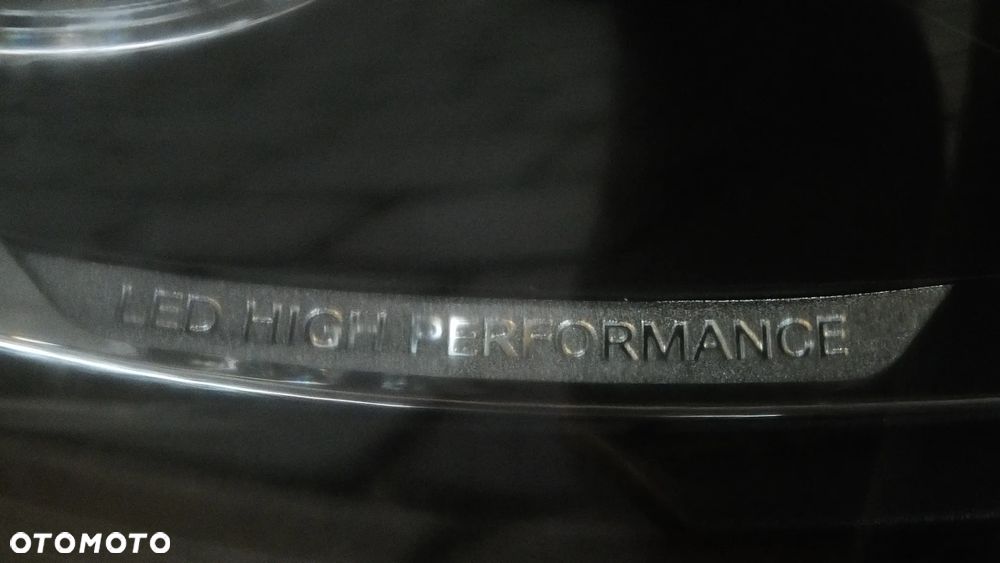 LED HIGH PERFORMANCE
OTOMOTO